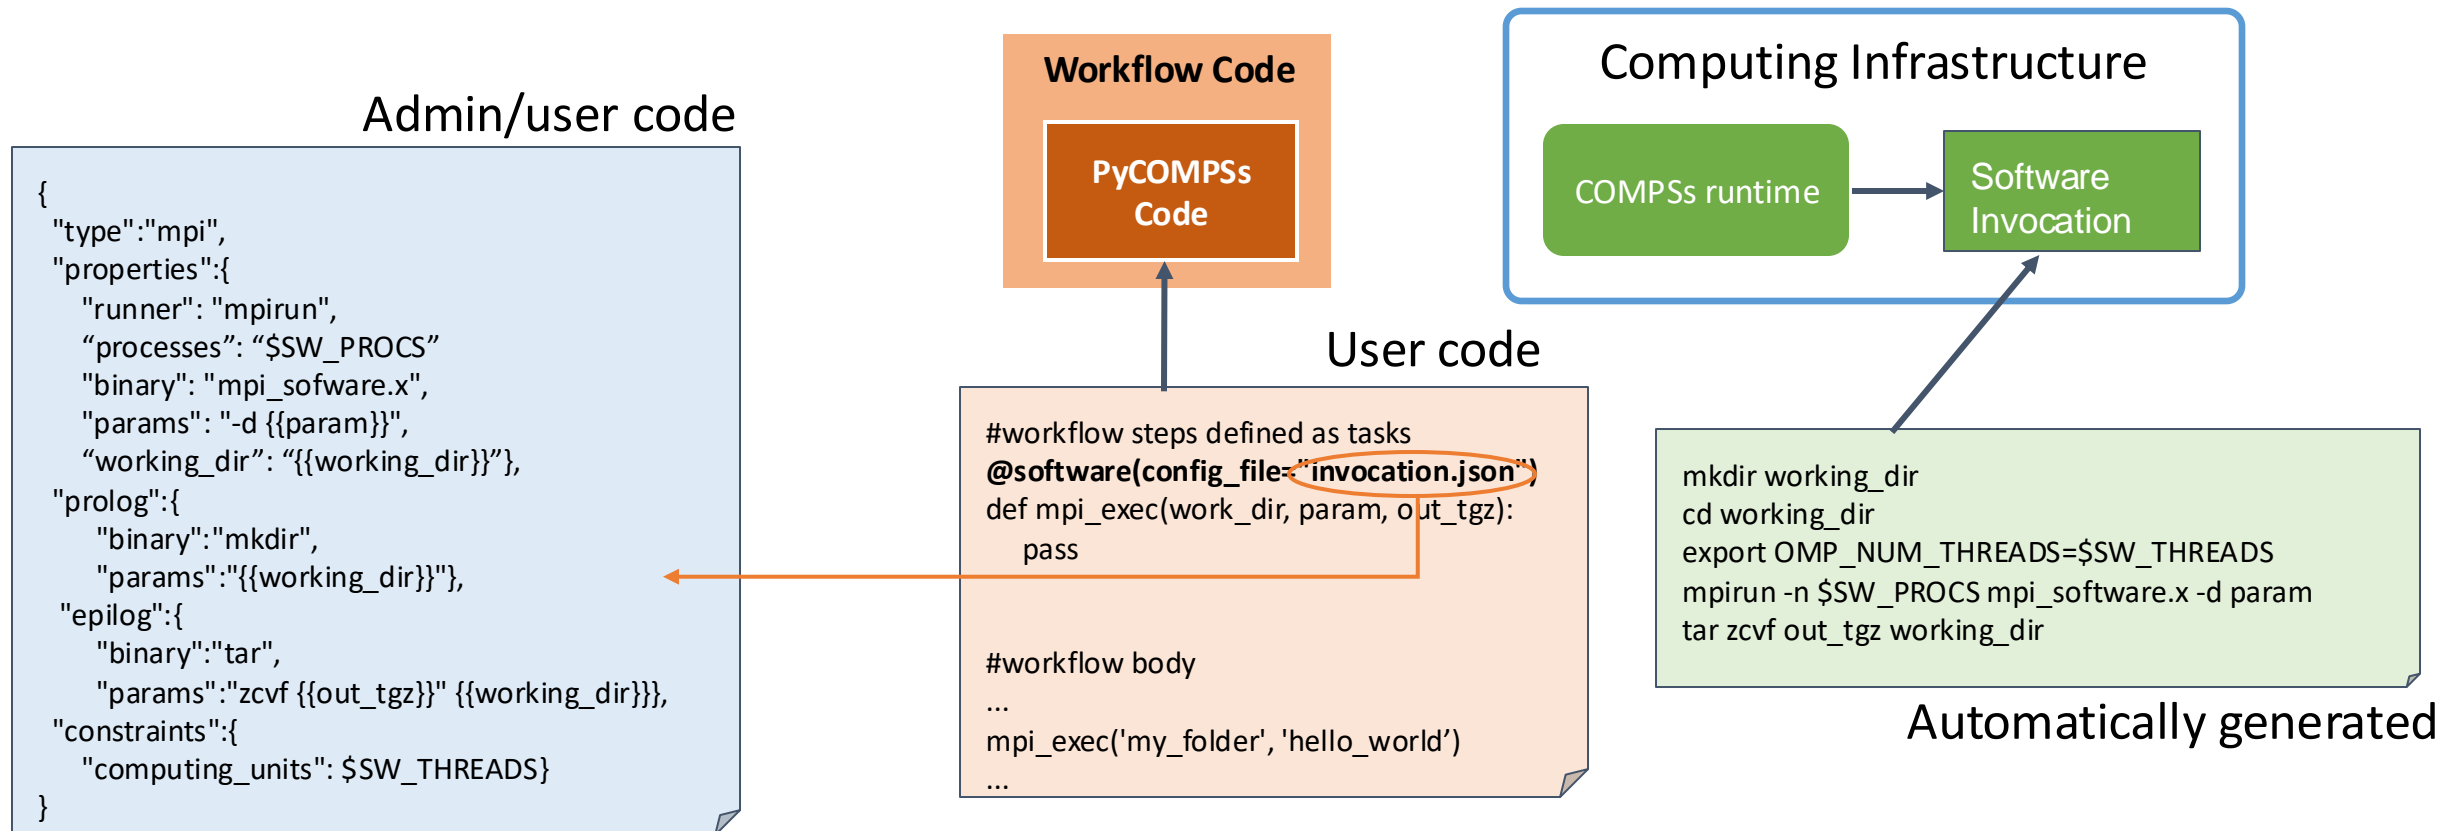 Admin/user code
{
"type":"mpi",
"properties":{
"runner": "mpirun",
“processes”: “$SW_PROCS”
"binary": "mpi_sofware.x",
"params": "-d {{param}}",
“working_dir”: “{{working_dir}}”},
"prolog":{
"binary":"mkdir",
"params":"{{working_dir}}"},
"epilog":{
"binary":"tar",
"params":"zcvf {{out_tgz}}" {{working_dir}}},
"constraints":{
"computing_units": $SW_THREADS}
}
Workflow Code
PyCOMPSs
Code
User code
#workflow steps defined as tasks
@software(config_file="invocation.json")
def mpi_exec(work_dir, param, out_tgz):
pass
#workflow body
...
mpi_exec('my_folder', 'hello_world’)
...
Computing Infrastructure
COMPSs runtime
Software
Invocation
mkdir working_dir
cd working_dir
export OMP_NUM_THREADS=$SW_THREADS
mpirun -n $SW_PROCS mpi_software.x -d param
tar zcvf out_tgz working_dir
Automatically generated